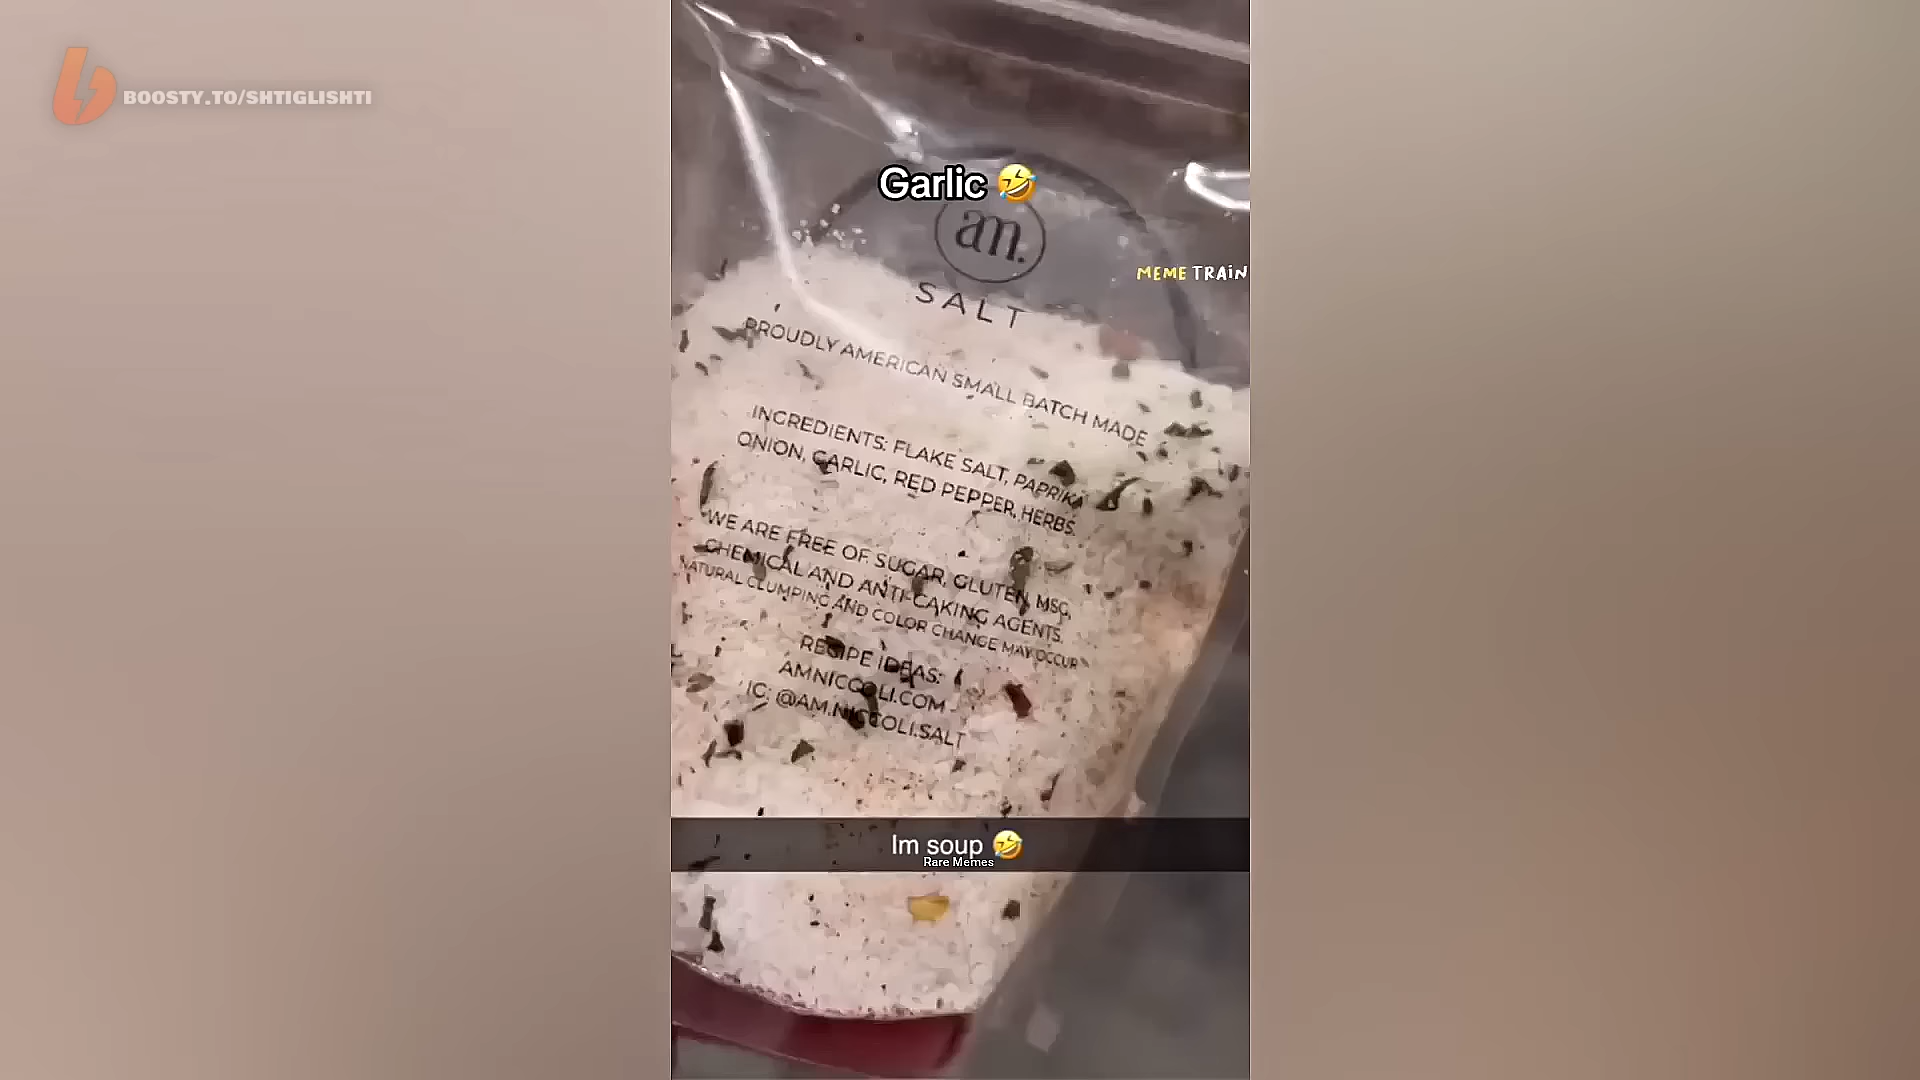 BOOSTY.TO/SHTIGLISHTI
Garlic 🤣
am.
SALT
MEME TRAIN
PROUDLY AMERICAN SMALL BATCH MADE
INGREDIENTS: FLAKE SALT, PAPRIKA
ONION, GARLIC, RED PEPPER, HERBS.
WE ARE FREE OF SUGAR, GLUTEN, MSG,
CHEMICAL AND ANTI-CAKING AGENTS.
NATURAL CLUMPING AND COLOR CHANGE MAY OCCUR
RECIPE IDEAS:
AMNICCOLI.COM
IG: @AM.NICCOLI.SALT
Im soup 🤣
Rare Memes